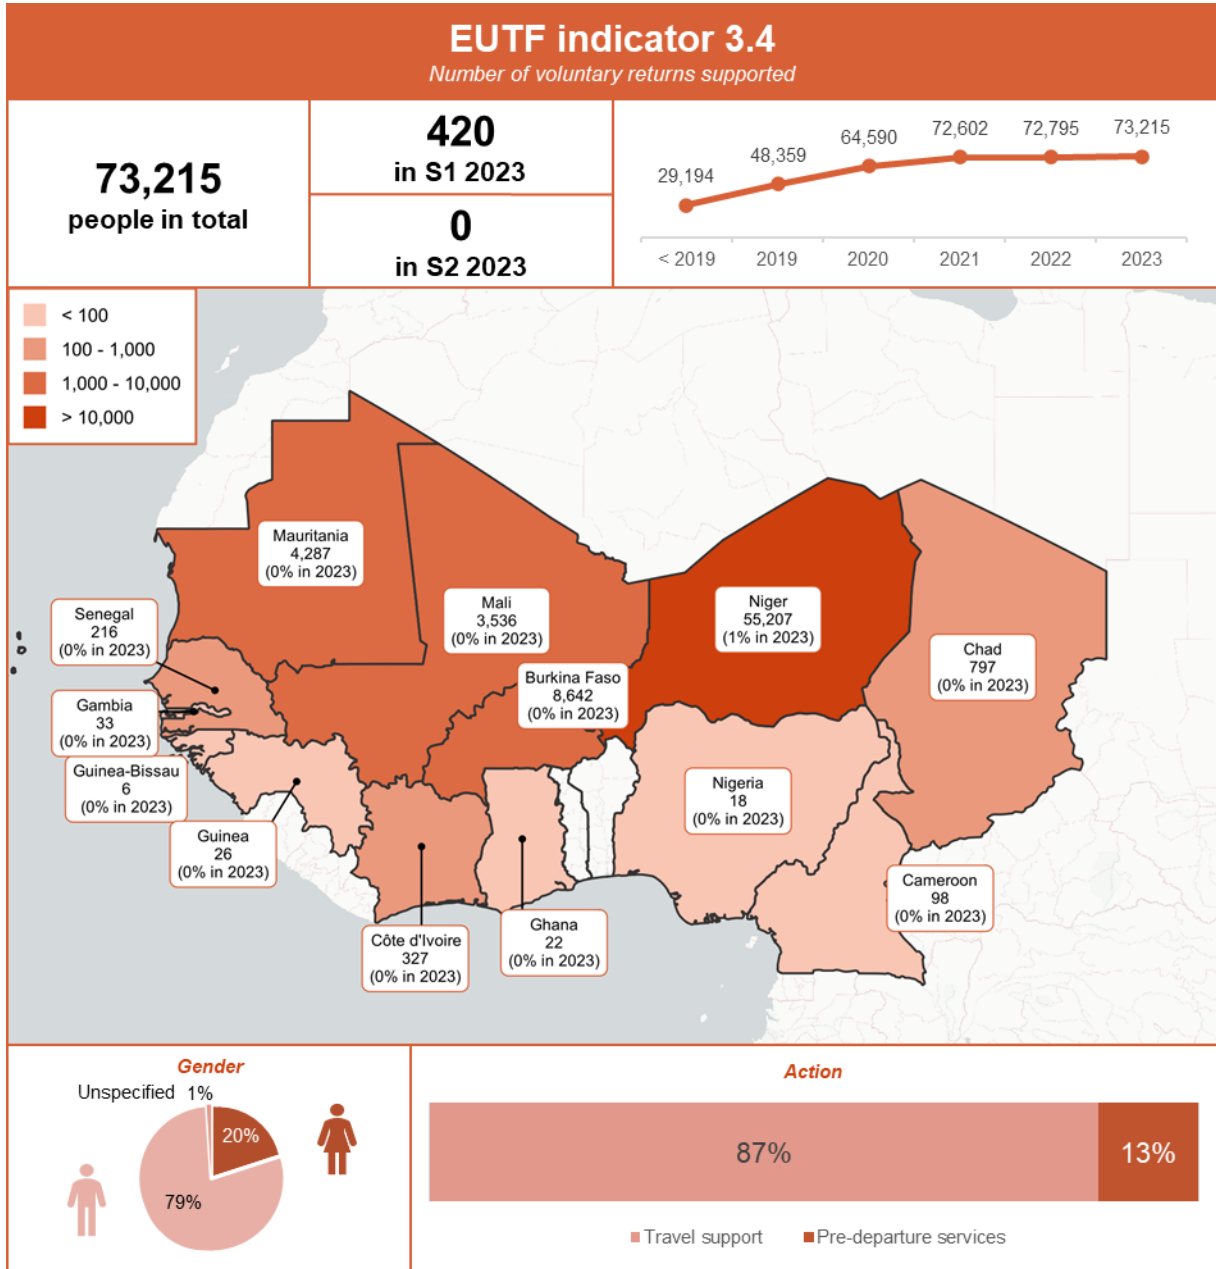 EUTF indicator 3.4
Number of voluntary returns supported
73,215
people in total
420
in S1 2023
0
in S2 2023
29,194
48,359
64,590
72,602
72,795
73,215
< 2019
2019
2020
2021
2022
2023
< 100
100 - 1,000
1,000 - 10,000
> 10,000
Mauritania
4,287
(0% in 2023)
Mali
3,536
(0% in 2023)
Niger
55,207
(1% in 2023)
Chad
797
(0% in 2023)
Senegal
216
(0% in 2023)
Burkina Faso
8,642
(0% in 2023)
Gambia
33
(0% in 2023)
Guinea-Bissau
6
(0% in 2023)
Nigeria
18
(0% in 2023)
Guinea
26
(0% in 2023)
Cameroon
98
(0% in 2023)
Ghana
22
(0% in 2023)
Côte d'Ivoire
327
(0% in 2023)
Gender
Unspecified 1%
20%
79%
Action
87%
13%
Travel support
Pre-departure services